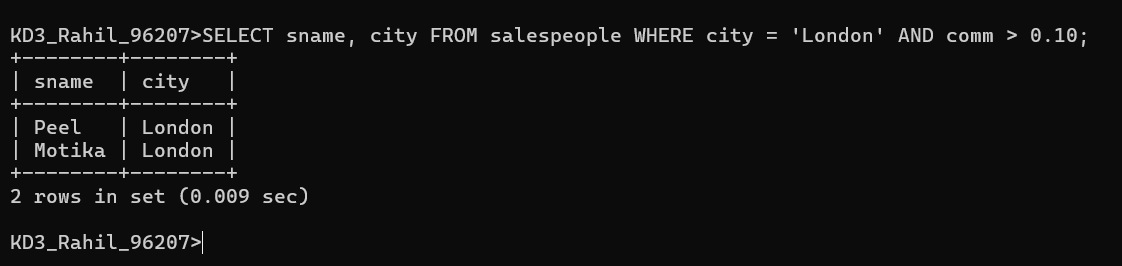 KD3_Rahil_96207>SELECT sname, city FROM salespeople WHERE city = 'London' AND comm > 0.10;
+--------+--------+
| sname  | city   |
+--------+--------+
| Peel   | London |
| Motika | London |
+--------+--------+
2 rows in set (0.009 sec)
KD3_Rahil_96207>